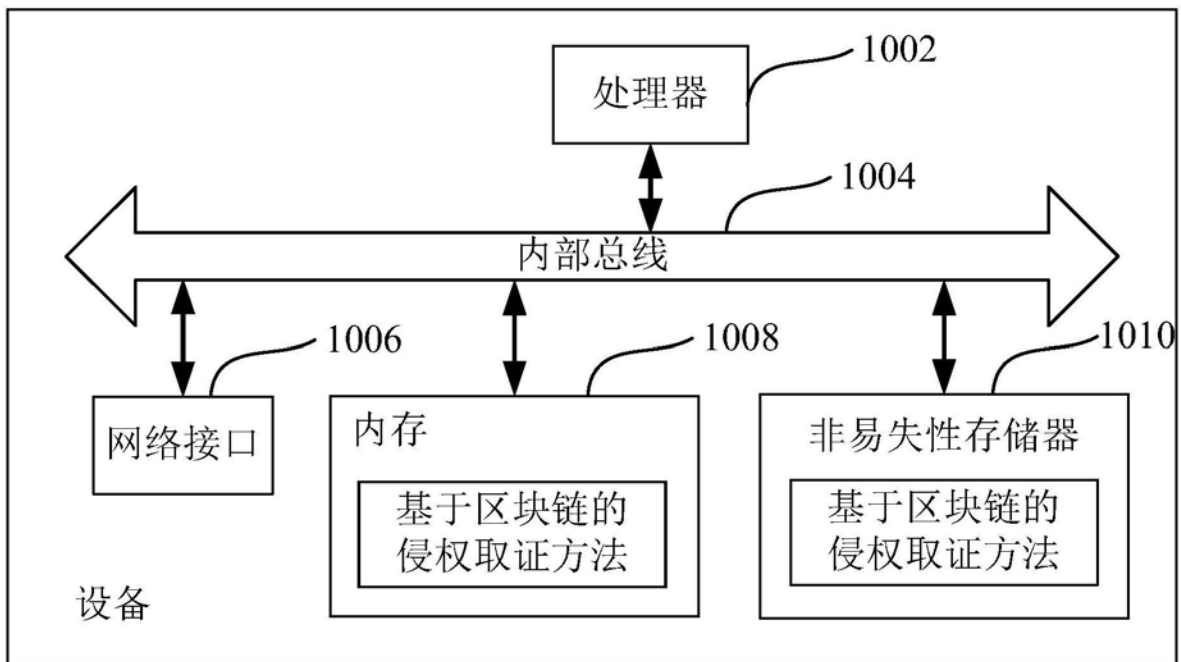 1002
处理器
1004
内部总线
1006
1008
1010
网络接口
内存
非易失性存储器
基于区块链的
侵权取证方法
基于区块链的
侵权取证方法
设备